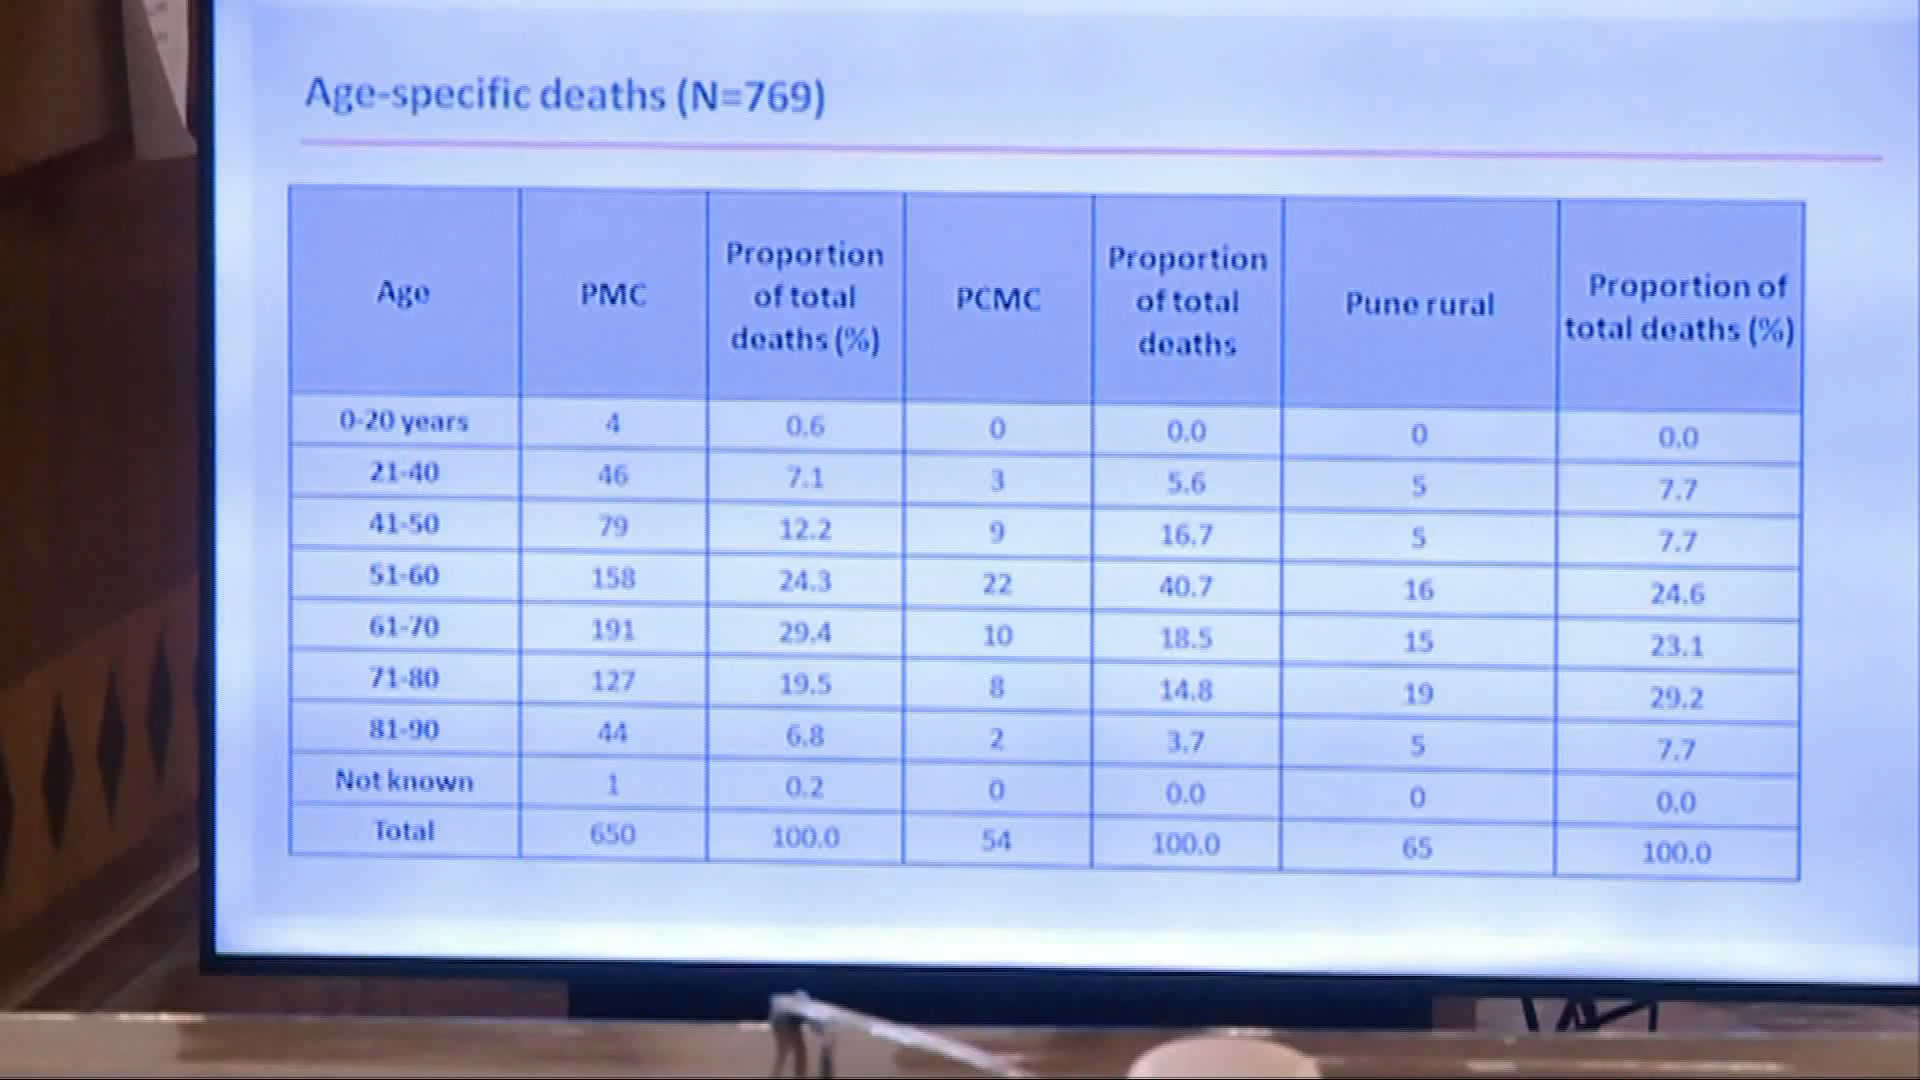 Age-specific deaths (N=769)
Age PMC Proportion of total deaths (%) PCMC Proportion of total deaths Pune rural Proportion of total deaths (%)
0-20 years 4 0.6 0 0.0 0 0.0
21-40 46 7.1 3 5.6 5 7.7
41-50 79 12.2 9 16.7 5 7.7
51-60 158 24.3 22 40.7 16 24.6
61-70 191 29.4 10 18.5 15 23.1
71-80 127 19.5 8 14.8 19 29.2
81-90 44 6.8 2 3.7 5 7.7
Not known 1 0.2 0 0.0 0 0.0
Total 650 100.0 54 100.0 65 100.0